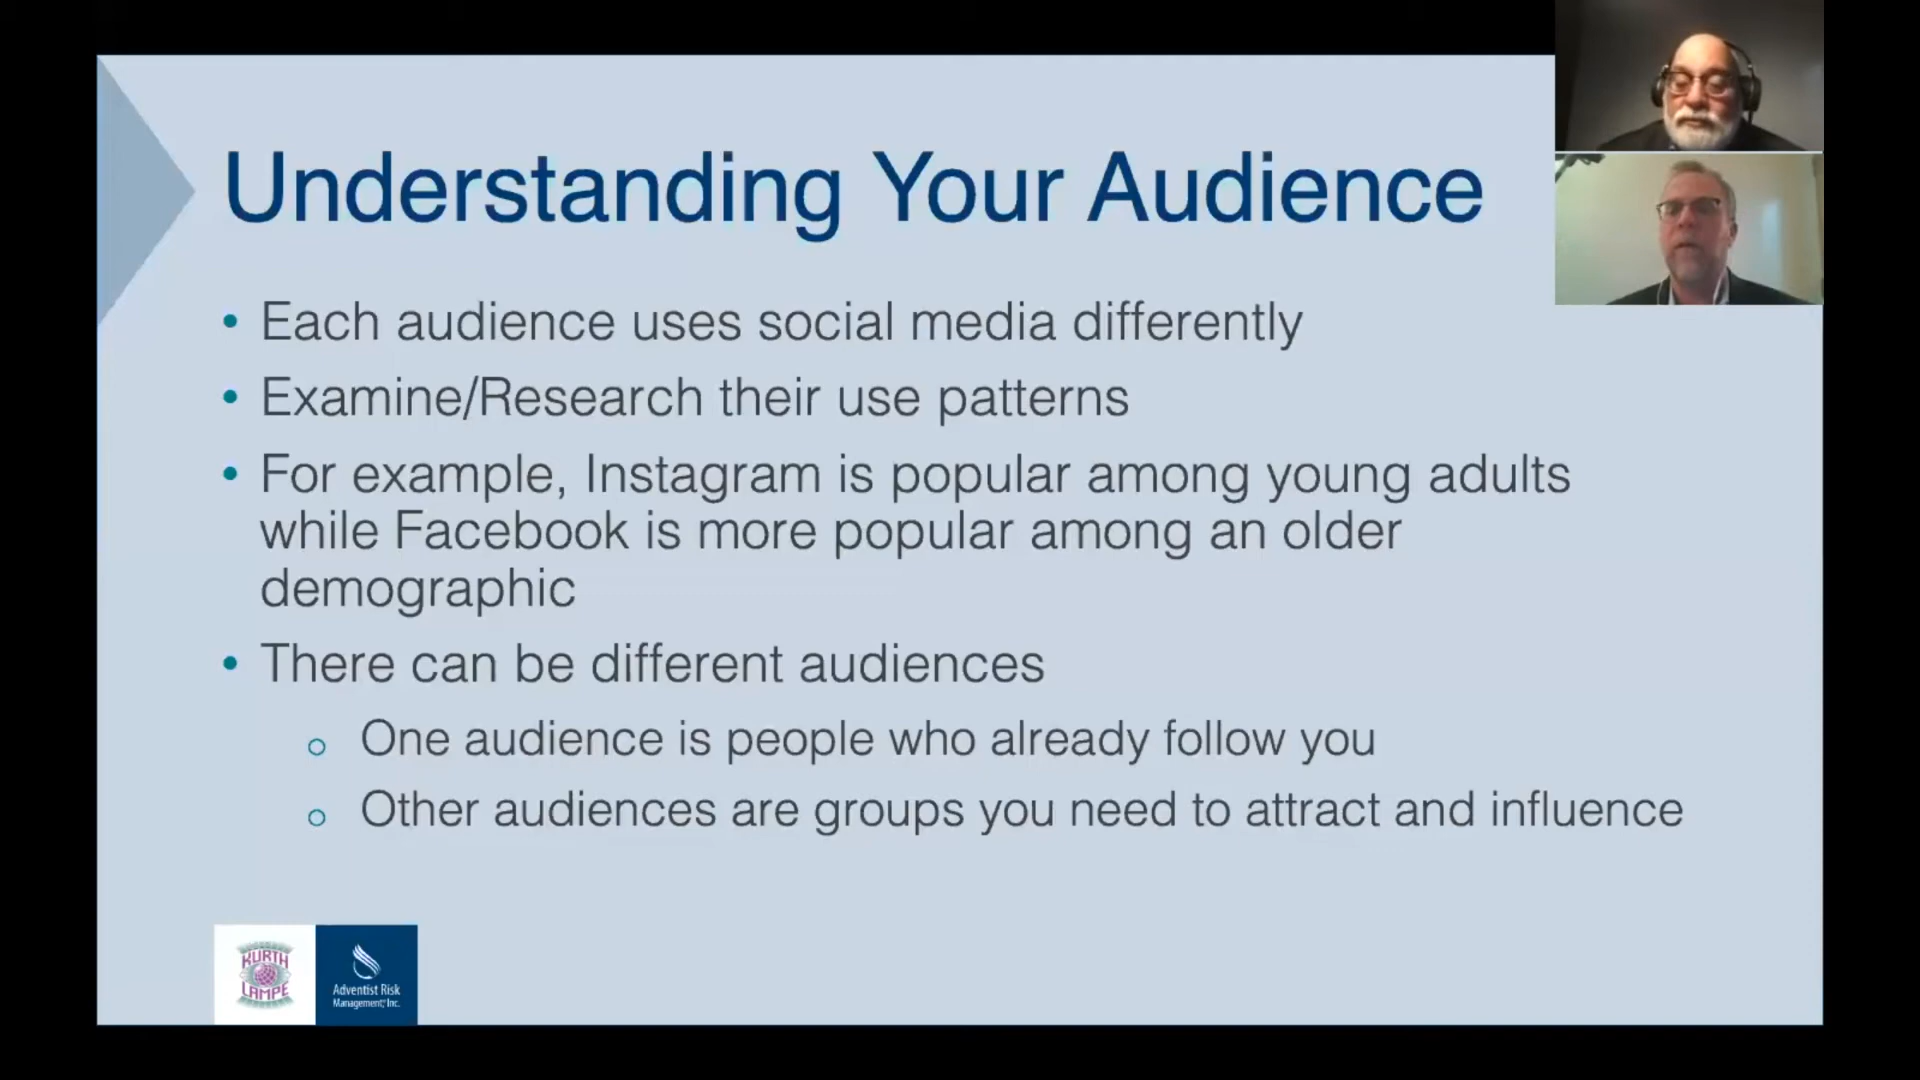 Understanding Your Audience
• Each audience uses social media differently
• Examine/Research their use patterns
• For example, Instagram is popular among young adults
while Facebook is more popular among an older
demographic
• There can be different audiences
○ One audience is people who already follow you
○ Other audiences are groups you need to attract and influence
KURTH
LAMPE
Adventist Risk
Management, Inc.